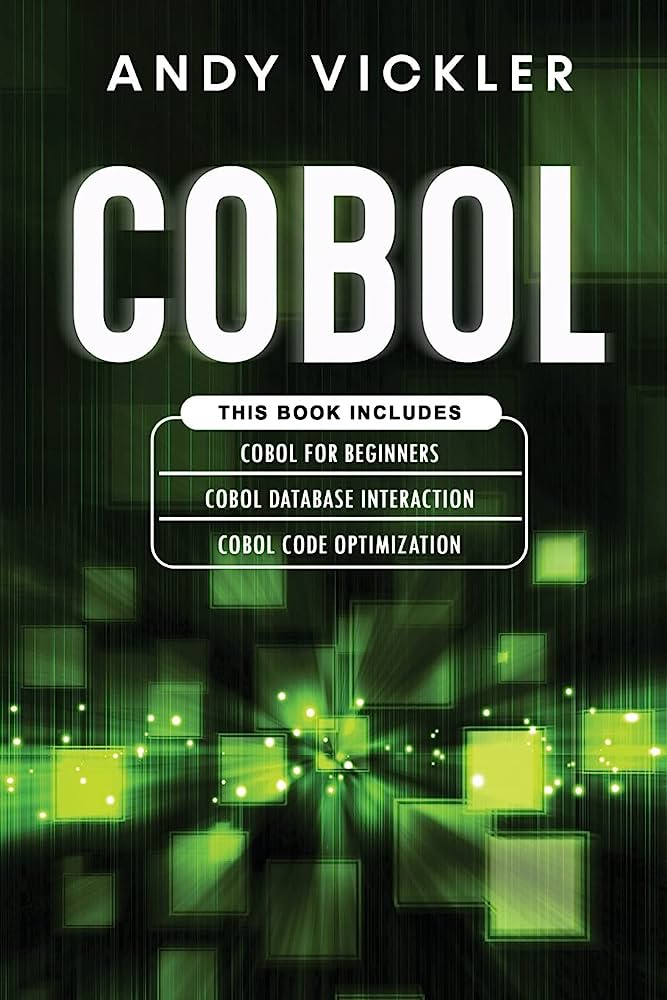 ANDY VICKLER
COBOL
THIS BOOK INCLUDES
COBOL FOR BEGINNERS
COBOL DATABASE INTERACTION
COBOL CODE OPTIMIZATION